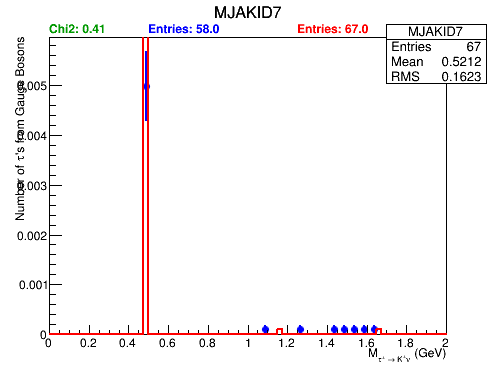 MJAKID7
Chi2: 0.41 Entries: 58.0 Entries: 67.0
MJAKID7
Entries 67
Mean 0.5212
RMS 0.1623
Number of τ's from Gauge Bosons
0.005
0.004
0.003
0.002
0.001
0
0 0.2 0.4 0.6 0.8 1 1.2 1.4 1.6 1.8 2
M τ⁺ → K⁺ν (GeV)